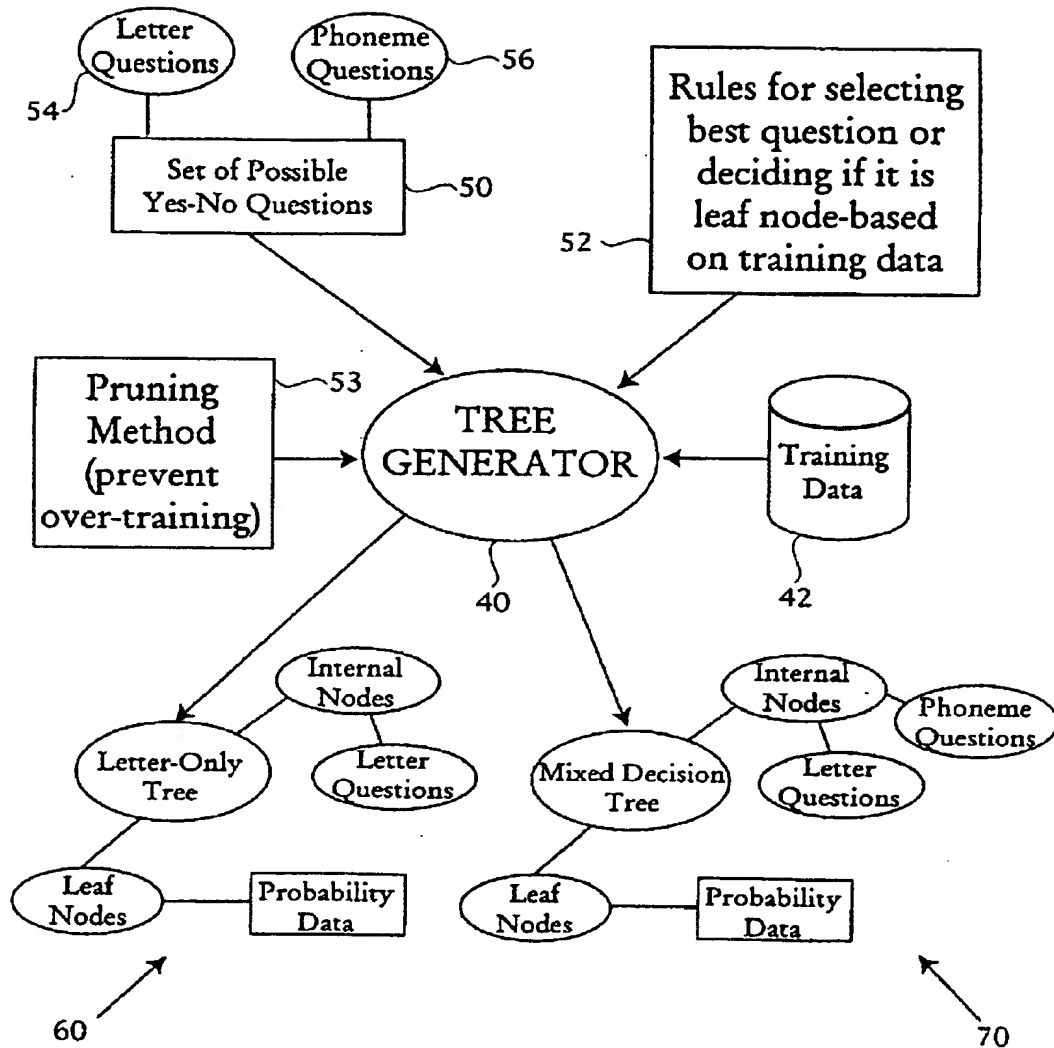 Letter
Questions
54
Phoneme
Questions
56
Set of Possible
Yes-No Questions
50
Rules for selecting
best question or
deciding if it is
leaf node-based
on training data
52
Pruning
Method
(prevent
over-training)
53
TREE
GENERATOR
40
Training
Data
42
Internal
Nodes
Letter-Only
Tree
Letter
Questions
Leaf
Nodes
Probability
Data
60
Internal
Nodes
Phoneme
Questions
Mixed Decision
Tree
Letter
Questions
Leaf
Nodes
Probability
Data
70